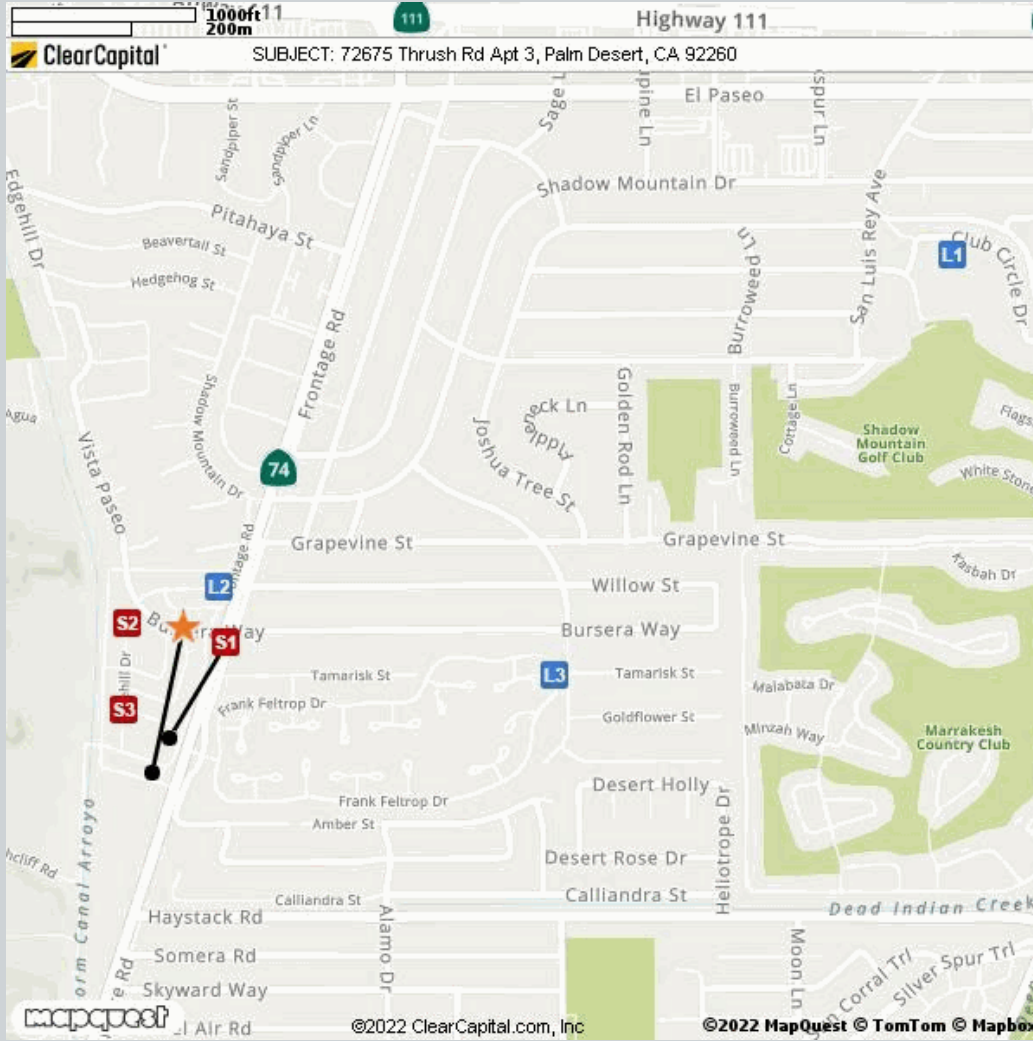 1000ft
200m
111
Highway 111
ClearCapital
SUBJECT: 72675 Thrush Rd Apt 3, Palm Desert, CA 92260
El Paseo
Sandpiper St
Sandpiper Ln
Edgehill Dr
Shadow Mountain Dr
San Luis Rey Ave
Pitahaya St
Beavertail St
Hedgehog St
Burroweed Ln
L1
Club Circle Dr
Frontage Rd
Shadow Mountain Dr
Golden Rod Ln
Burroweed Ln
Cottage Ln
Joshua Tree St
Shadow
Mountain
Golf Club
Vista Paseo
74
Grapevine St
Grapevine St
Kasbah Dr
L2
Willow St
S2
S1
Bursera Way
L3
Tamarisk St
Tamarisk St
Malabata Dr
S3
Frank Feltrop Dr
Goldflower St
Minzah Way
Marrakesh
Country Club
Desert Holly
Frank Feltrop Dr
Amber St
Heliotrope Dr
Desert Rose Dr
Calliandra St
Calliandra St
Haystack Rd
Alamo Dr
Dead Indian Creek
Somera Rd
Moon Ln
Silver Spur Trl
Skyward Way
mapquest
©2022 ClearCapital.com, Inc
©2022 MapQuest © TomTom © Mapbox